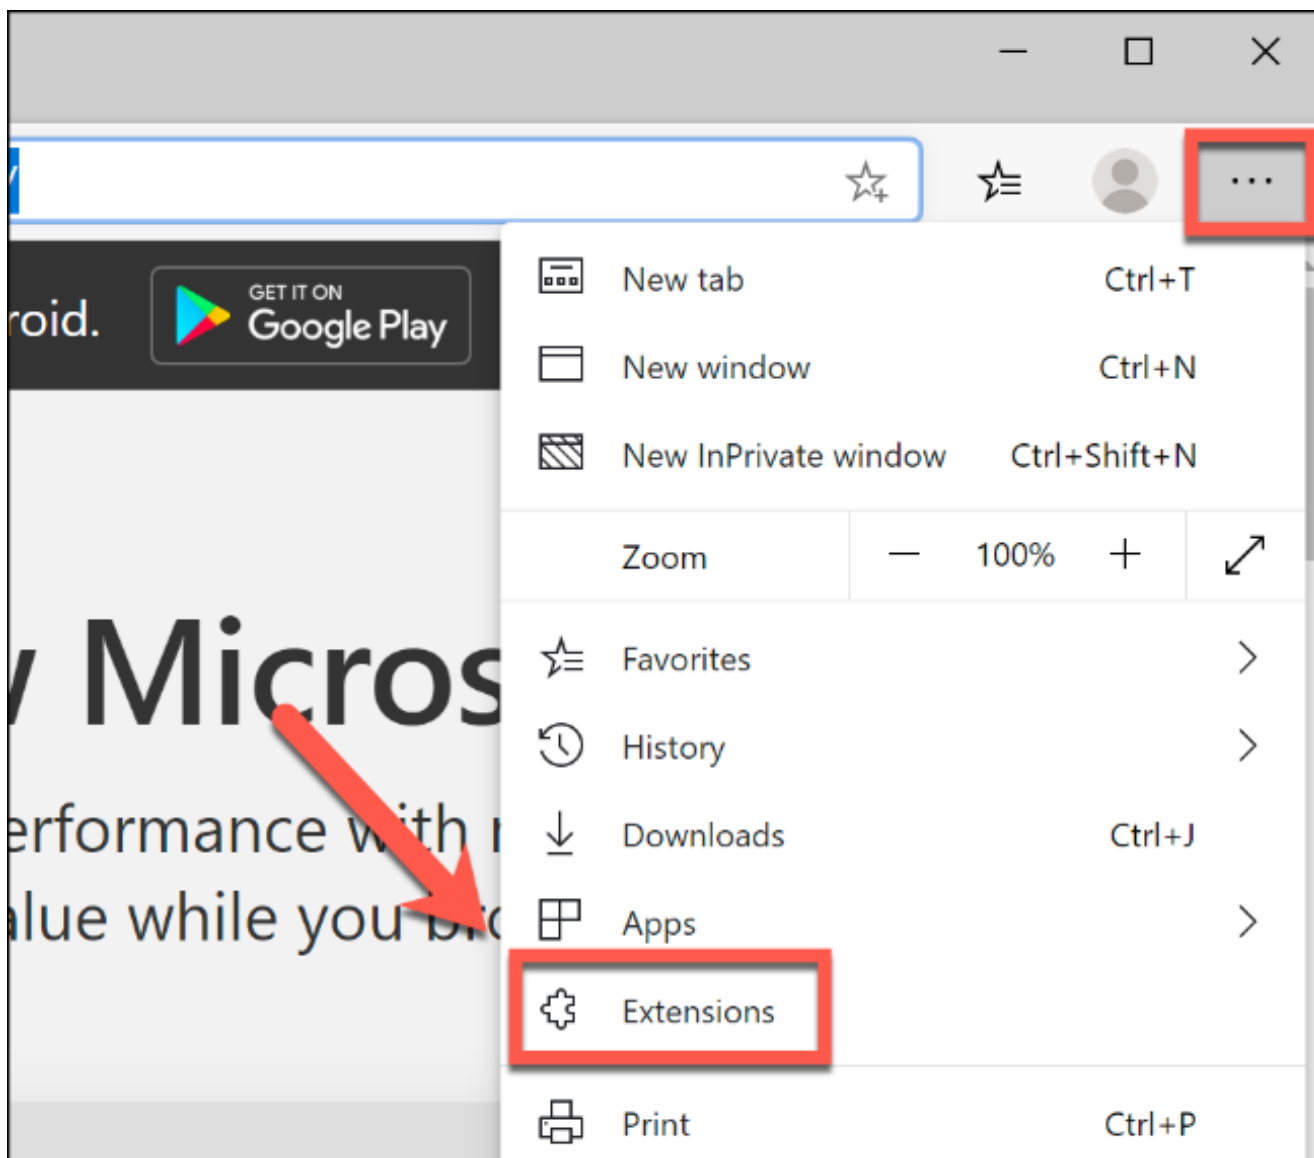 roid.
GET IT ON
Google Play
New tab Ctrl+T
New window Ctrl+N
New InPrivate window Ctrl+Shift+N
Zoom — 100% +
Favorites
History
Downloads Ctrl+J
Apps
Extensions
Print Ctrl+P
Micros
erformance with
alue while you